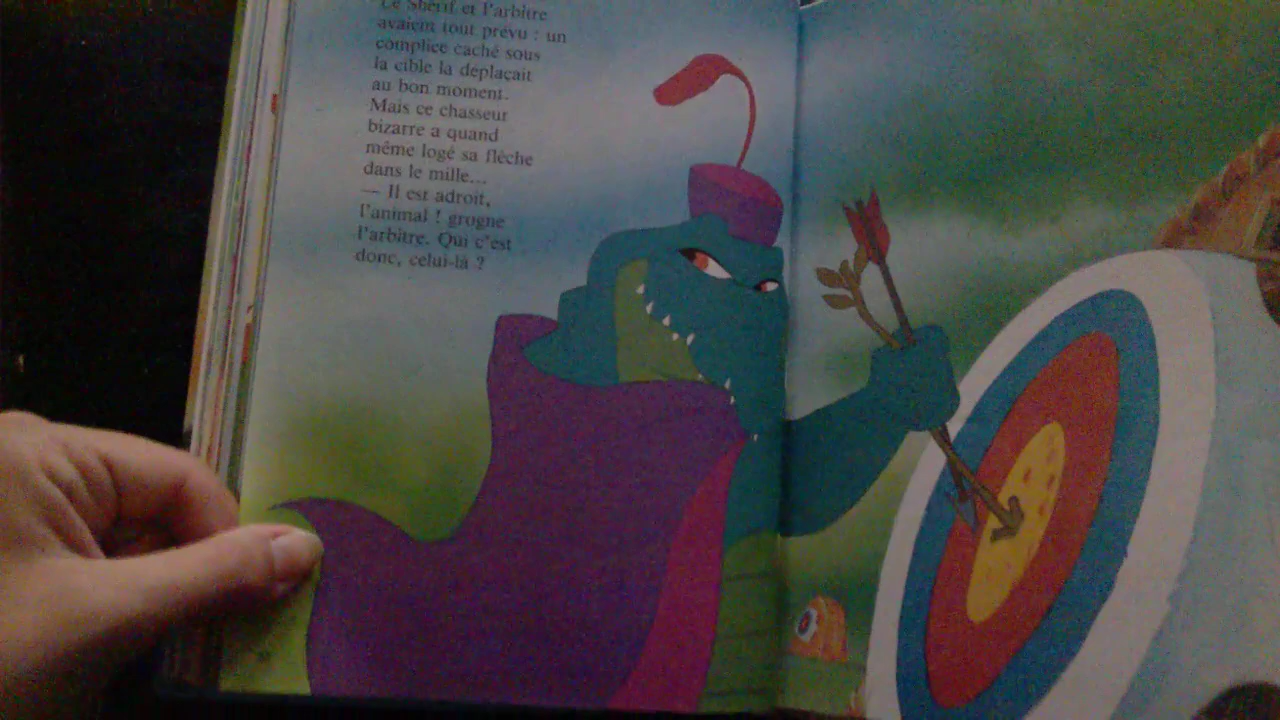 Le Shérif et l'arbitre
avaient tout prévu : un
complice caché sous
la cible la déplaçait
au bon moment.
Mais ce chasseur
bizarre a quand
même logé sa flèche
dans le mille...
— Il est adroit,
l'animal ! grogne
l'arbitre. Qui c'est
donc, celui-là ?